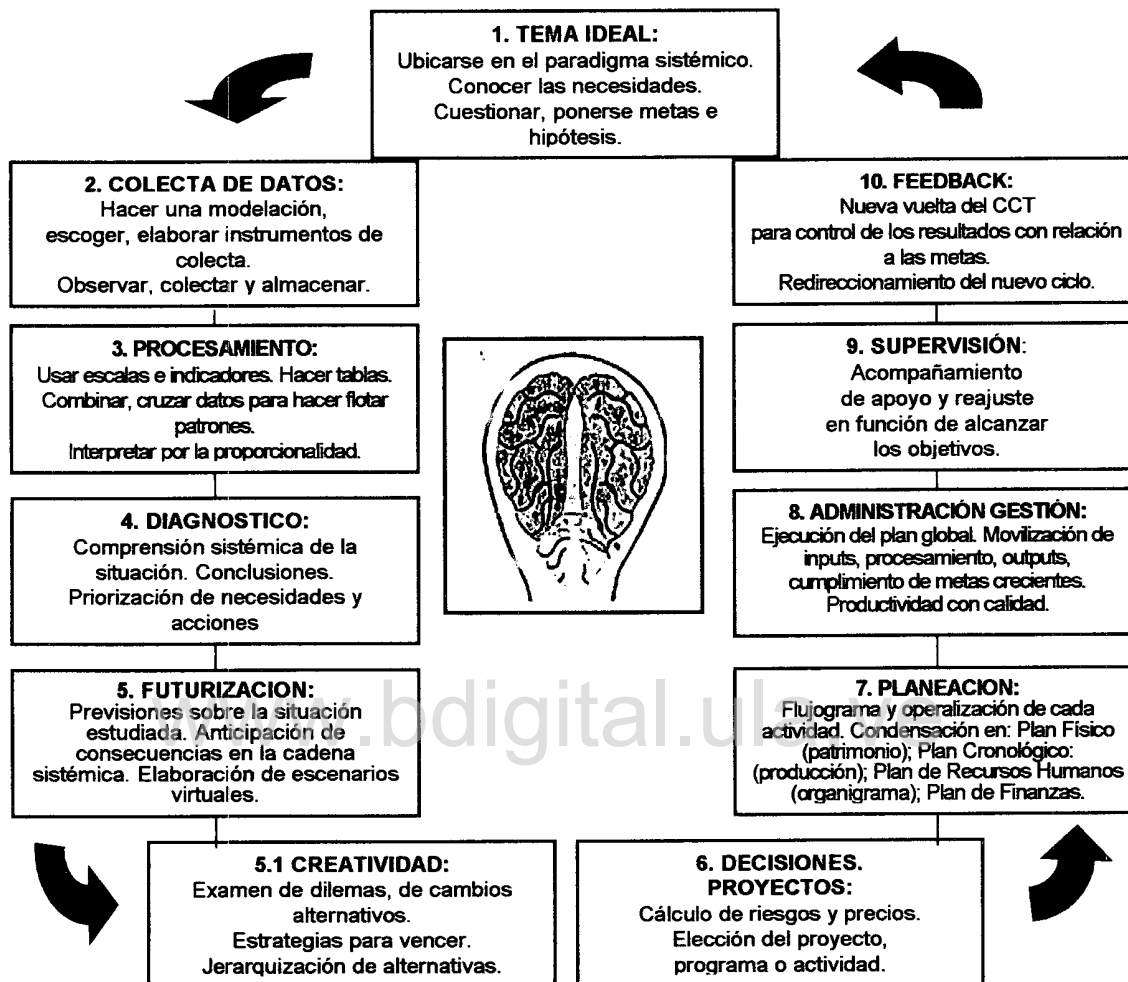 1. TEMA IDEAL:
Ubicarse en el paradigma sistémico.
Conocer las necesidades.
Cuestionar, ponerse metas e
hipótesis.
2. COLECTA DE DATOS:
Hacer una modelación,
escoger, elaborar instrumentos de
colecta.
Observar, colectar y almacenar.
3. PROCESAMIENTO:
Usar escalas e indicadores. Hacer tablas.
Combinar, cruzar datos para hacer flotar
patrones.
Interpretar por la proporcionalidad.
4. DIAGNOSTICO:
Comprensión sistémica de la
situación. Conclusiones.
Priorización de necesidades y
acciones
5. FUTURIZACION:
Previsiones sobre la situación
estudiada. Anticipación de
consecuencias en la cadena
sistémica. Elaboración de escenarios
virtuales.
5.1 CREATIVIDAD:
Examen de dilemas, de cambios
alternativos.
Estrategias para vencer.
Jerarquización de alternativas.
6. DECISIONES.
PROYECTOS:
Cálculo de riesgos y precios.
Elección del proyecto,
programa o actividad.
7. PLANEACION:
Flujograma y operalización de cada
actividad. Condensación en: Plan Físico
(patrimonio); Plan Cronológico:
(producción); Plan de Recursos Humanos
(organigrama); Plan de Finanzas.
8. ADMINISTRACIÓN GESTIÓN:
Ejecución del plan global. Movilización de
inputs, procesamiento, outputs,
cumplimiento de metas crecientes.
Productividad con calidad.
9. SUPERVISIÓN:
Acompañamiento
de apoyo y reajuste
en función de alcanzar
los objetivos.
10. FEEDBACK:
Nueva vuelta del CCT
para control de los resultados con relación
a las metas.
Redireccionamiento del nuevo ciclo.
www.bdigital.ula.ve